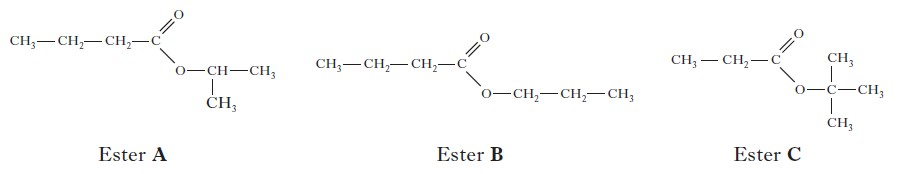 O
CH₃—CH₂—CH₂—C
O—CH—CH₃
CH₃
Ester A
O
CH₃—CH₂—CH₂—C
O—CH₂—CH₂—CH₃
Ester B
O
CH₃—CH₂—C
CH₃
O—C—CH₃
CH₃
Ester C